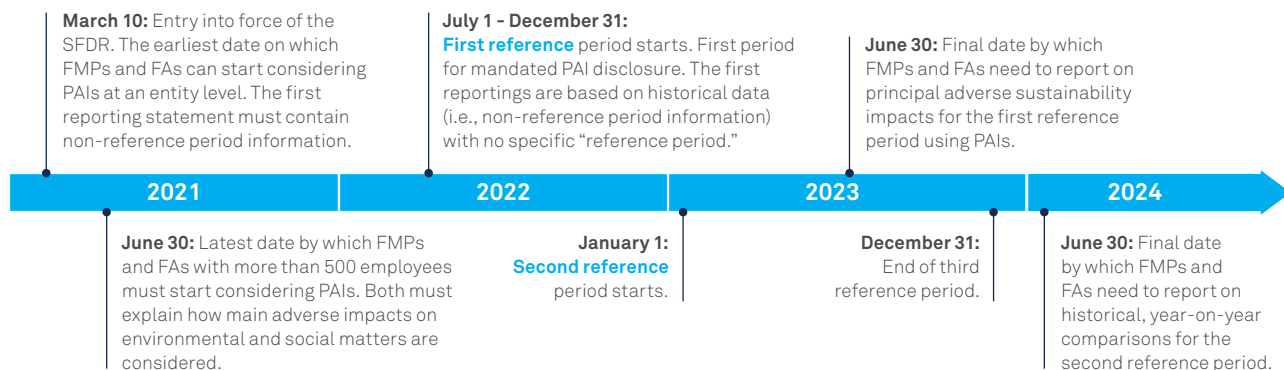 March 10: Entry into force of the
SFDR. The earliest date on which
FMPs and FAs can start considering
PAIs at an entity level. The first
reporting statement must contain
non-reference period information.
July 1 - December 31:
First reference period starts. First period
for mandated PAI disclosure. The first
reportings are based on historical data
(i.e., non-reference period information)
with no specific “reference period.”
June 30: Final date by which
FMPs and FAs need to report on
principal adverse sustainability
impacts for the first reference
period using PAIs.
2021
2022
2023
2024
June 30: Latest date by which FMPs
and FAs with more than 500 employees
must start considering PAIs. Both must
explain how main adverse impacts on
environmental and social matters are
considered.
January 1:
Second reference
period starts.
December 31:
End of third
reference period.
June 30: Final date
by which FMPs and
FAs need to report on
historical, year-on-year
comparisons for the
second reference period.